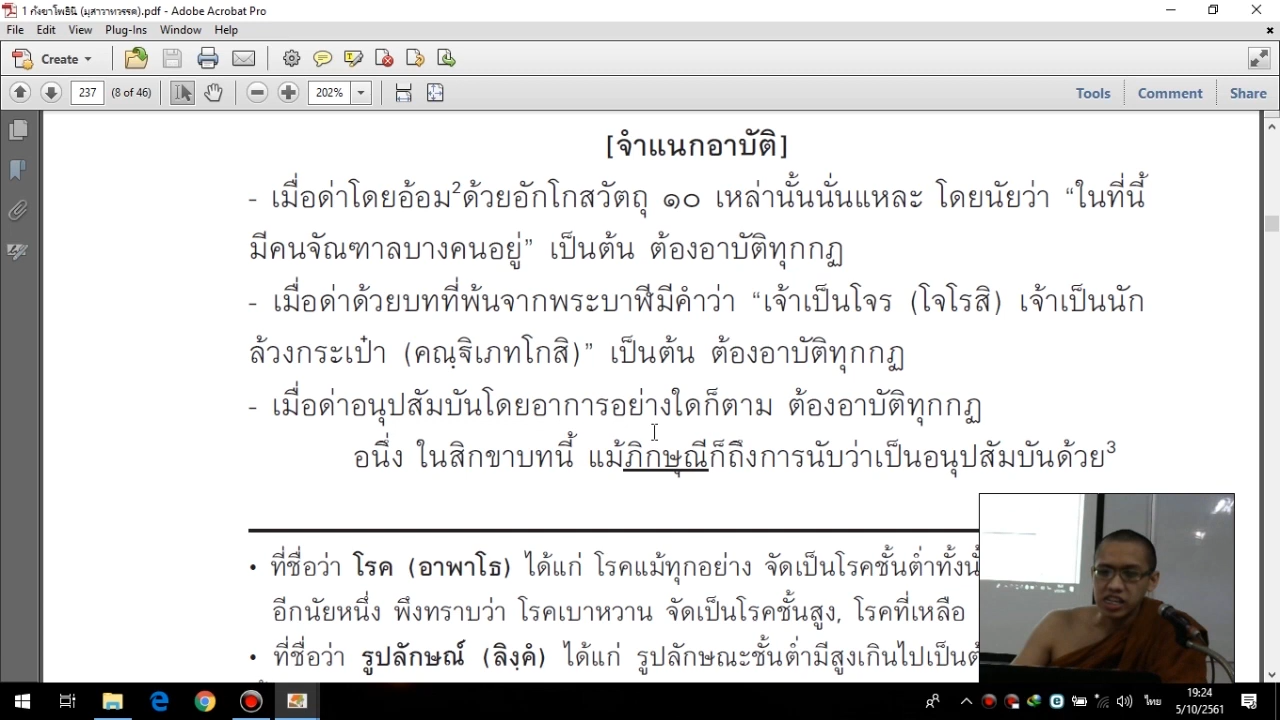 1 กังขาโพธินี (มุสาวาทวรรค).pdf - Adobe Acrobat Pro
File Edit View Plug-Ins Window Help
Create
237 (8 of 46) 202% Tools Comment Share
[จำแนกอาบัติ]
- เมื่อด่าโดยอ้อม2ด้วยอักโกสวัตถุ ๑๐ เหล่านั้นนั่นแหละ โดยนัยว่า “ในที่นี้
มีคนจัณฑาลบางคนอยู่” เป็นต้น ต้องอาบัติทุกกฏ
- เมื่อด่าด้วยบทที่พ้นจากพระบาฬีมีคำว่า “เจ้าเป็นโจร (โจโรสิ) เจ้าเป็นนัก
ล้วงกระเป๋า (คณฺฐิเภทโกสิ)” เป็นต้น ต้องอาบัติทุกกฏ
- เมื่อด่าอนุปสัมบันโดยอาการอย่างใดก็ตาม ต้องอาบัติทุกกฏ
อนึ่ง ในสิกขาบทนี้ แม้ภิกษุณีก็ถึงการนับว่าเป็นอนุปสัมบันด้วย3
• ที่ชื่อว่า โรค (อาพาโธ) ได้แก่ โรคแม้ทุกอย่าง จัดเป็นโรคชั้นต่ำทั้งนั้
อีกนัยหนึ่ง พึงทราบว่า โรคเบาหวาน จัดเป็นโรคชั้นสูง, โรคที่เหลือ
• ที่ชื่อว่า รูปลักษณ์ (ลิงฺคํ) ได้แก่ รูปลักษณะชั้นต่ำมีสูงเกินไปเป็นต้
ไทย 19:24
5/10/2561